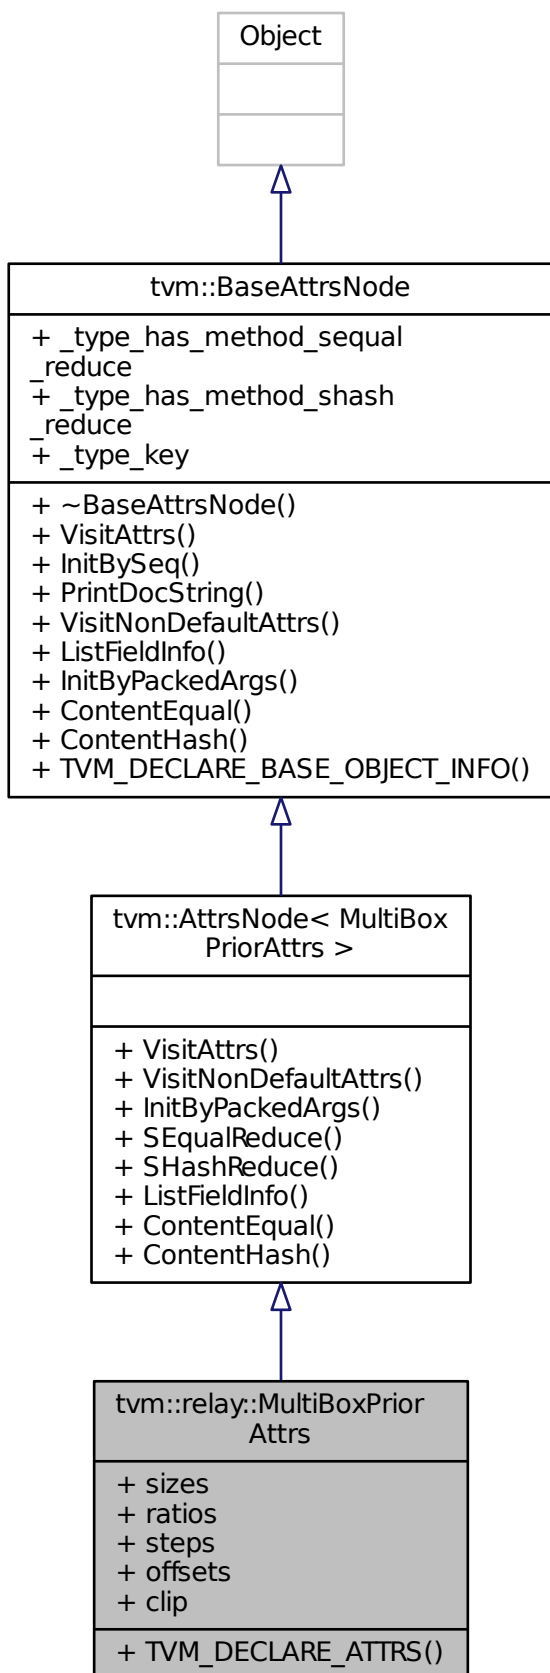 Object
tvm::BaseAttrsNode
+ _type_has_method_sequal
_reduce
+ _type_has_method_shash
_reduce
+ _type_key
+ ~BaseAttrsNode()
+ VisitAttrs()
+ InitBySeq()
+ PrintDocString()
+ VisitNonDefaultAttrs()
+ ListFieldInfo()
+ InitByPackedArgs()
+ ContentEqual()
+ ContentHash()
+ TVM_DECLARE_BASE_OBJECT_INFO()
tvm::AttrsNode< MultiBox
PriorAttrs >
+ VisitAttrs()
+ VisitNonDefaultAttrs()
+ InitByPackedArgs()
+ SEqualReduce()
+ SHashReduce()
+ ListFieldInfo()
+ ContentEqual()
+ ContentHash()
tvm::relay::MultiBoxPrior
Attrs
+ sizes
+ ratios
+ steps
+ offsets
+ clip
+ TVM_DECLARE_ATTRS()